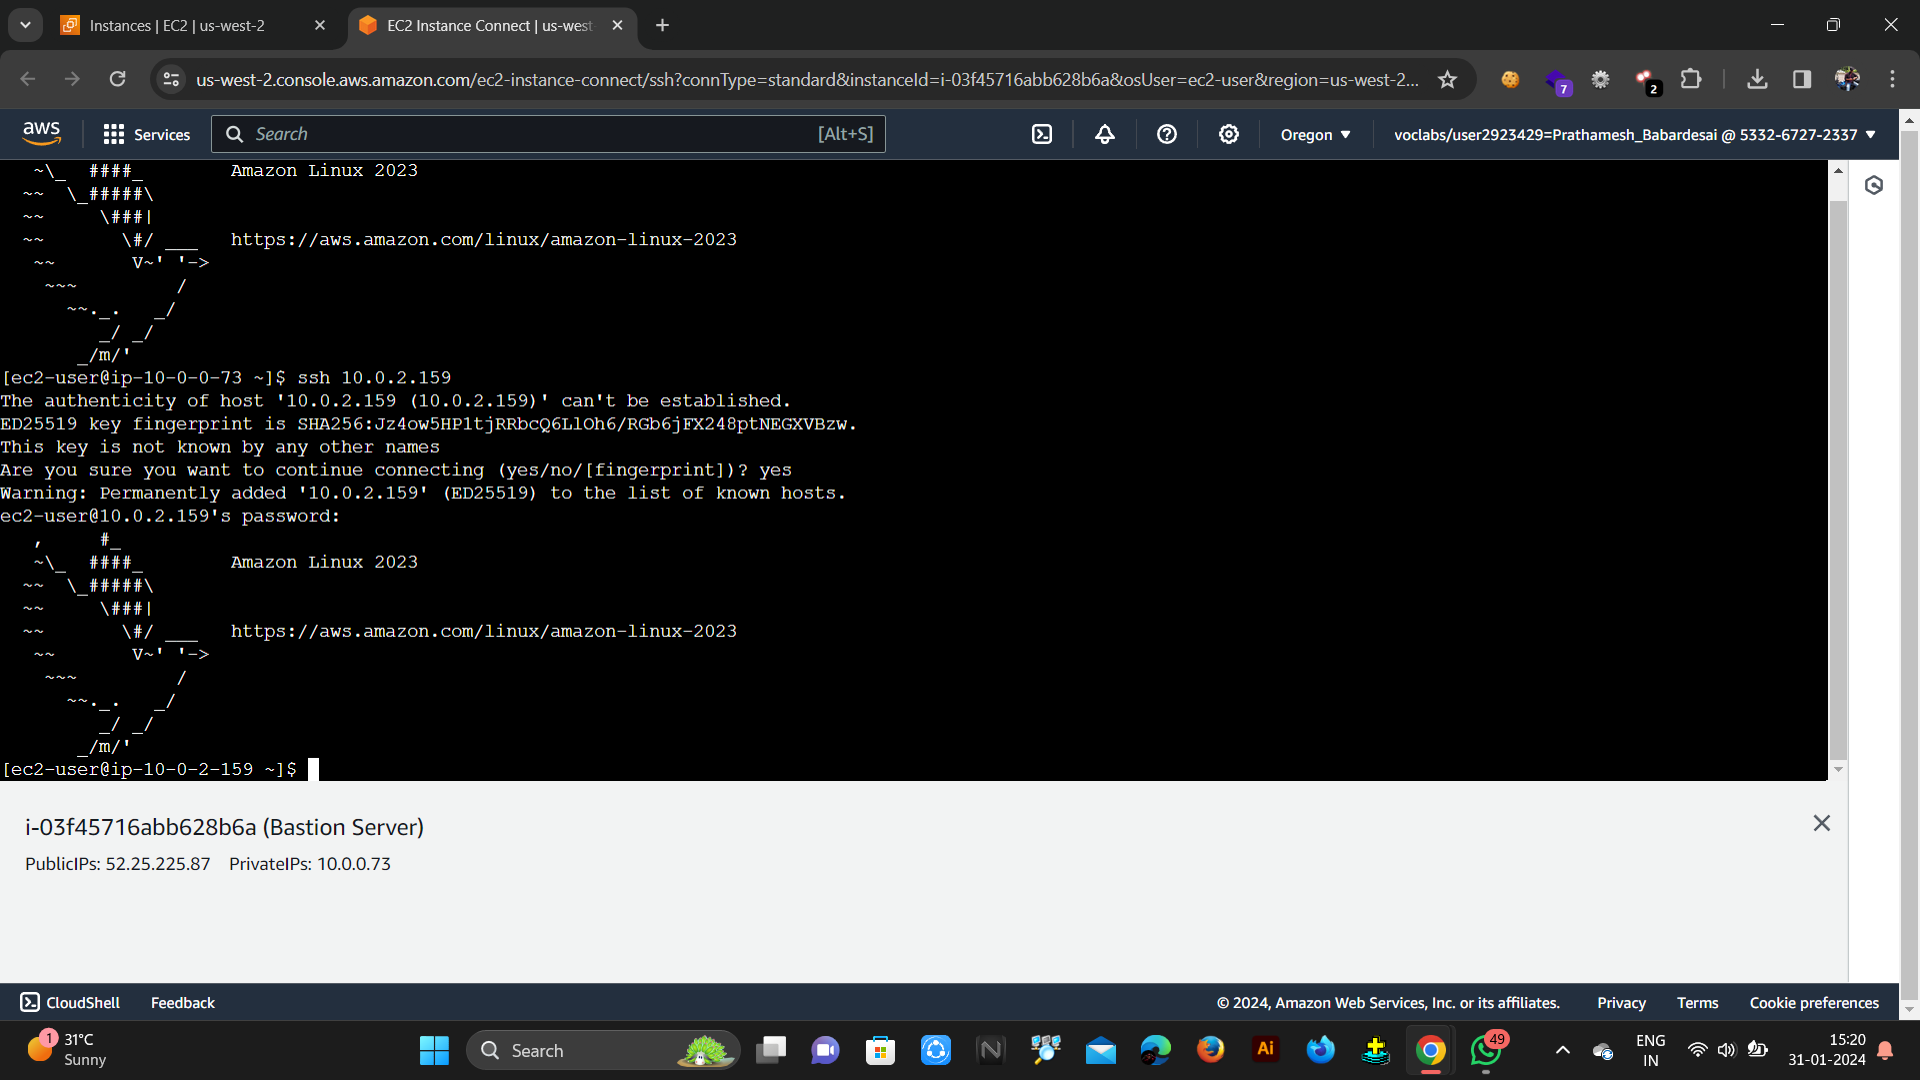 Instances | EC2 | us-west-2
EC2 Instance Connect | us-west-
us-west-2.console.aws.amazon.com/ec2-instance-connect/ssh?connType=standard&instanceId=i-03f45716abb628b6a&osUser=ec2-user&region=us-west-2...
7
2
aws
Services
Search
[Alt+S]
Oregon
voclabs/user2923429=Prathamesh_Babardesai @ 5332-6727-2337
   ~\_  ####_        Amazon Linux 2023
  ~~  \_#####\
  ~~     \###|
  ~~       \#/ ___   https://aws.amazon.com/linux/amazon-linux-2023
   ~~       V~' '->
    ~~~         /
      ~~._.   _/
         _/ _/
       _/m/'
[ec2-user@ip-10-0-0-73 ~]$ ssh 10.0.2.159
The authenticity of host '10.0.2.159 (10.0.2.159)' can't be established.
ED25519 key fingerprint is SHA256:Jz4ow5HP1tjRRbcQ6LlOh6/RGb6jFX248ptNEGXVBzw.
This key is not known by any other names
Are you sure you want to continue connecting (yes/no/[fingerprint])? yes
Warning: Permanently added '10.0.2.159' (ED25519) to the list of known hosts.
ec2-user@10.0.2.159's password:
   ,     #_
   ~\_  ####_        Amazon Linux 2023
  ~~  \_#####\
  ~~     \###|
  ~~       \#/ ___   https://aws.amazon.com/linux/amazon-linux-2023
   ~~       V~' '->
    ~~~         /
      ~~._.   _/
         _/ _/
       _/m/'
[ec2-user@ip-10-0-2-159 ~]$
i-03f45716abb628b6a (Bastion Server)
PublicIPs: 52.25.225.87 PrivateIPs: 10.0.0.73
CloudShell
Feedback
© 2024, Amazon Web Services, Inc. or its affiliates.
Privacy
Terms
Cookie preferences
1
31°C
Sunny
Search
N
Ai
49
ENG
IN
15:20
31-01-2024